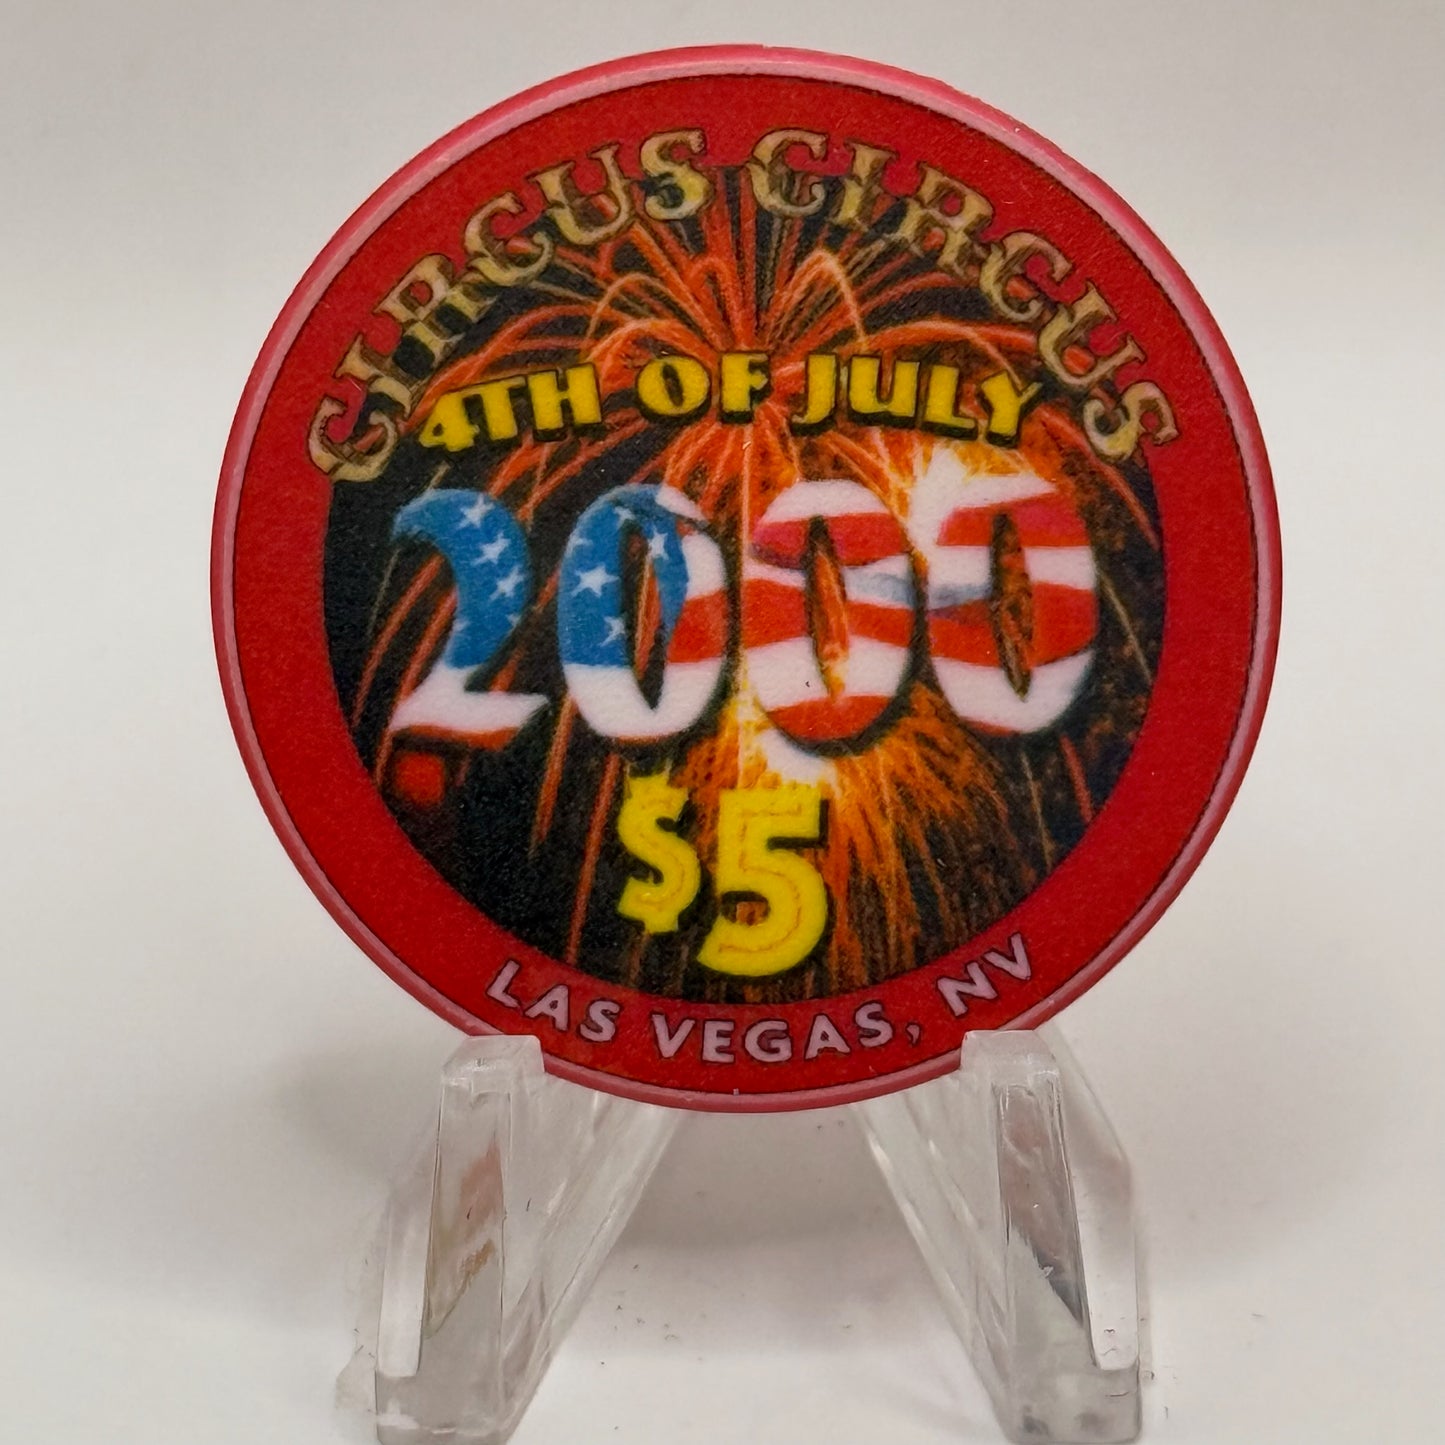 CIRCUS CIRCUS
4TH OF JULY
2000
$5
LAS VEGAS, NV